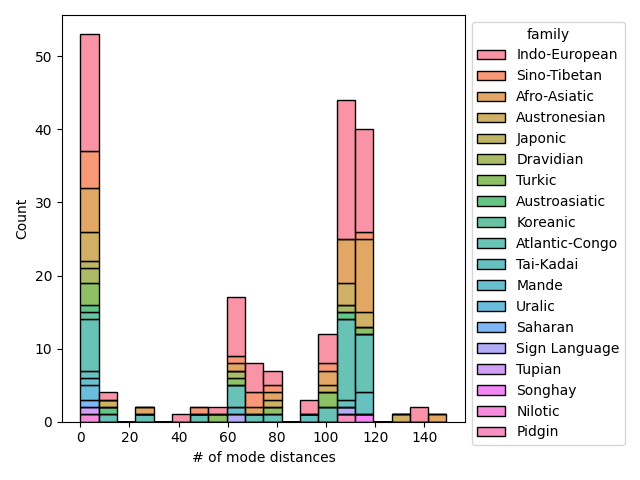 family
Indo-European
Sino-Tibetan
Afro-Asiatic
Austronesian
Japonic
Dravidian
Turkic
Austroasiatic
Koreanic
Atlantic-Congo
Tai-Kadai
Mande
Uralic
Saharan
Sign Language
Tupian
Songhay
Nilotic
Pidgin
Count
50
40
30
20
10
0
0 20 40 60 80 100 120 140
# of mode distances